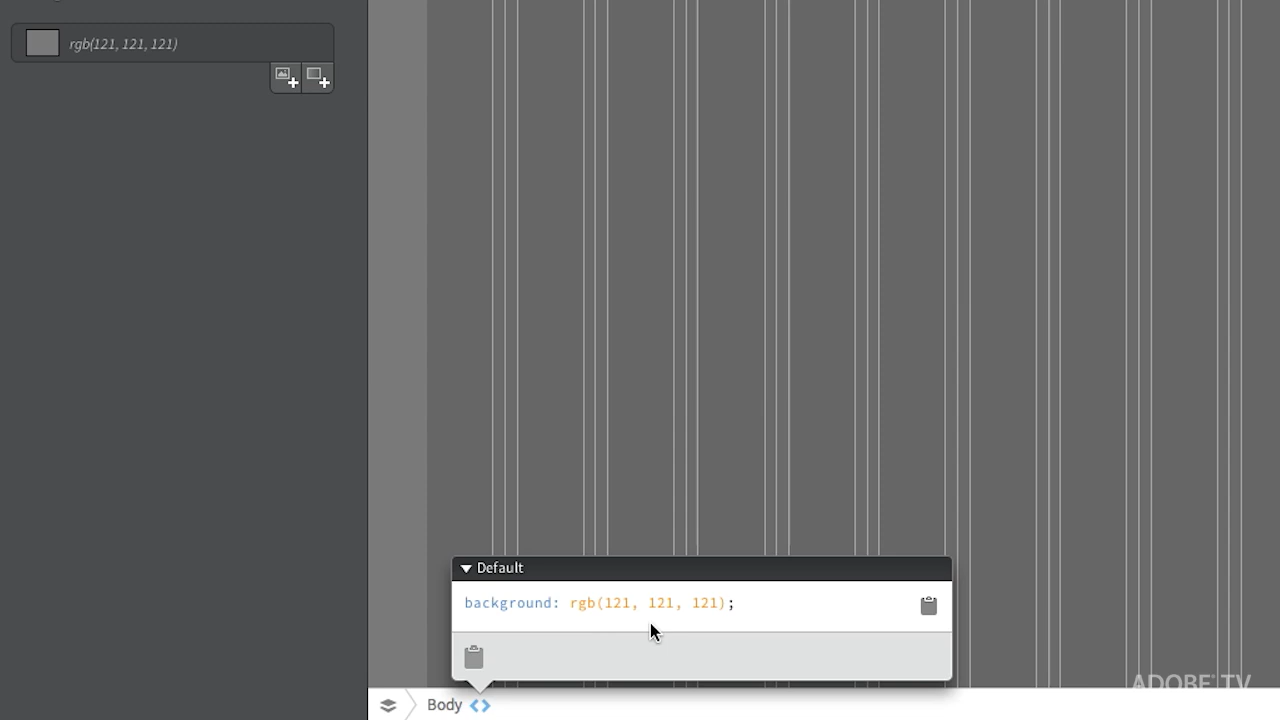 rgb(121, 121, 121)
Default
background: rgb(121, 121, 121);
ADOBE® TV
Body <>